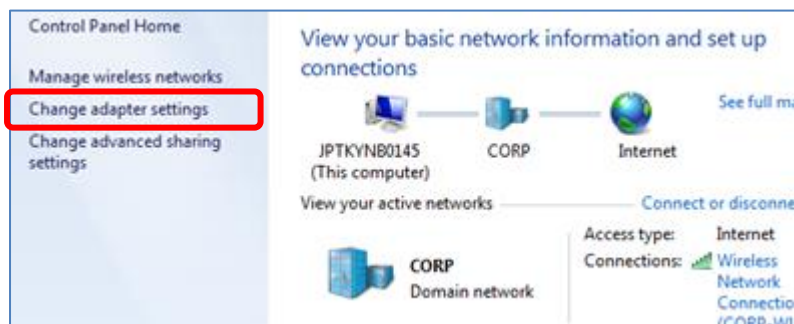 Control Panel Home
Manage wireless networks
Change adapter settings
Change advanced sharing
settings
View your basic network information and set up
connections
See full
JPTKYNB0145
(This computer)
CORP
Internet
View your active networks
Connect or
CORP
Domain network
Access type:
Internet
Connections:
Wireless
Network